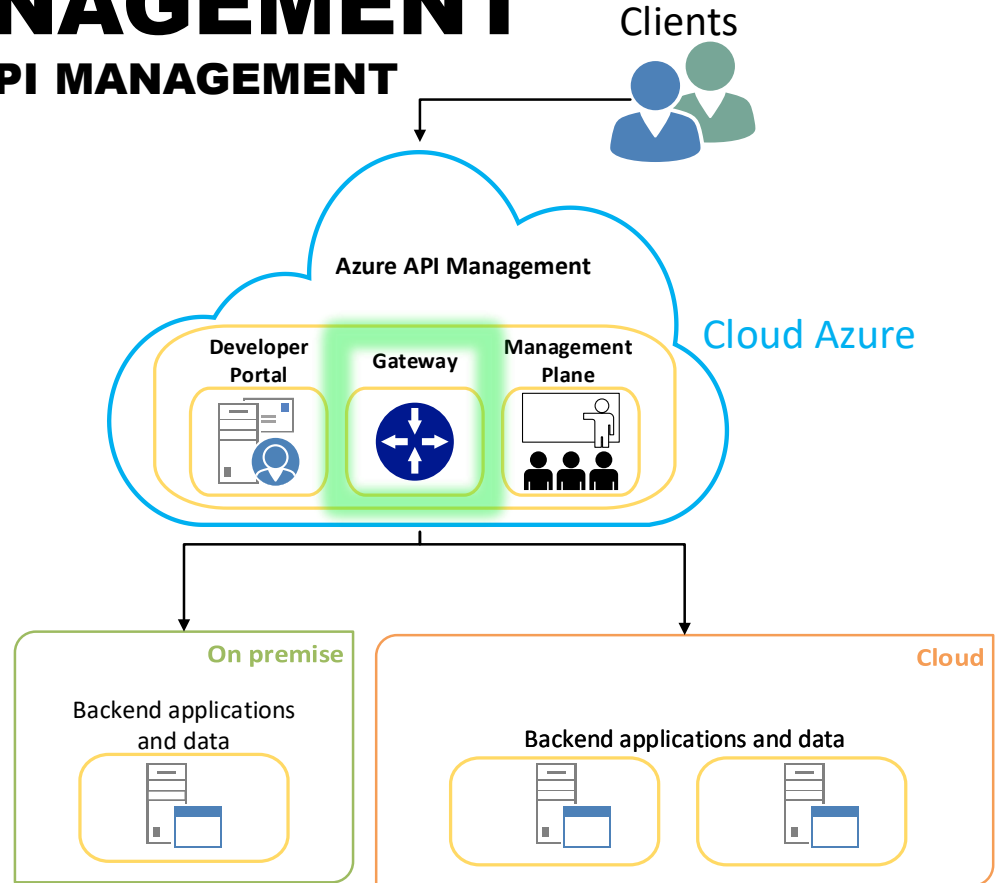 NAGEMENT
PI MANAGEMENT
Clients
Azure API Management
Cloud Azure
Developer
Portal
Gateway
Management
Plane
On premise
Backend applications
and data
Cloud
Backend applications and data